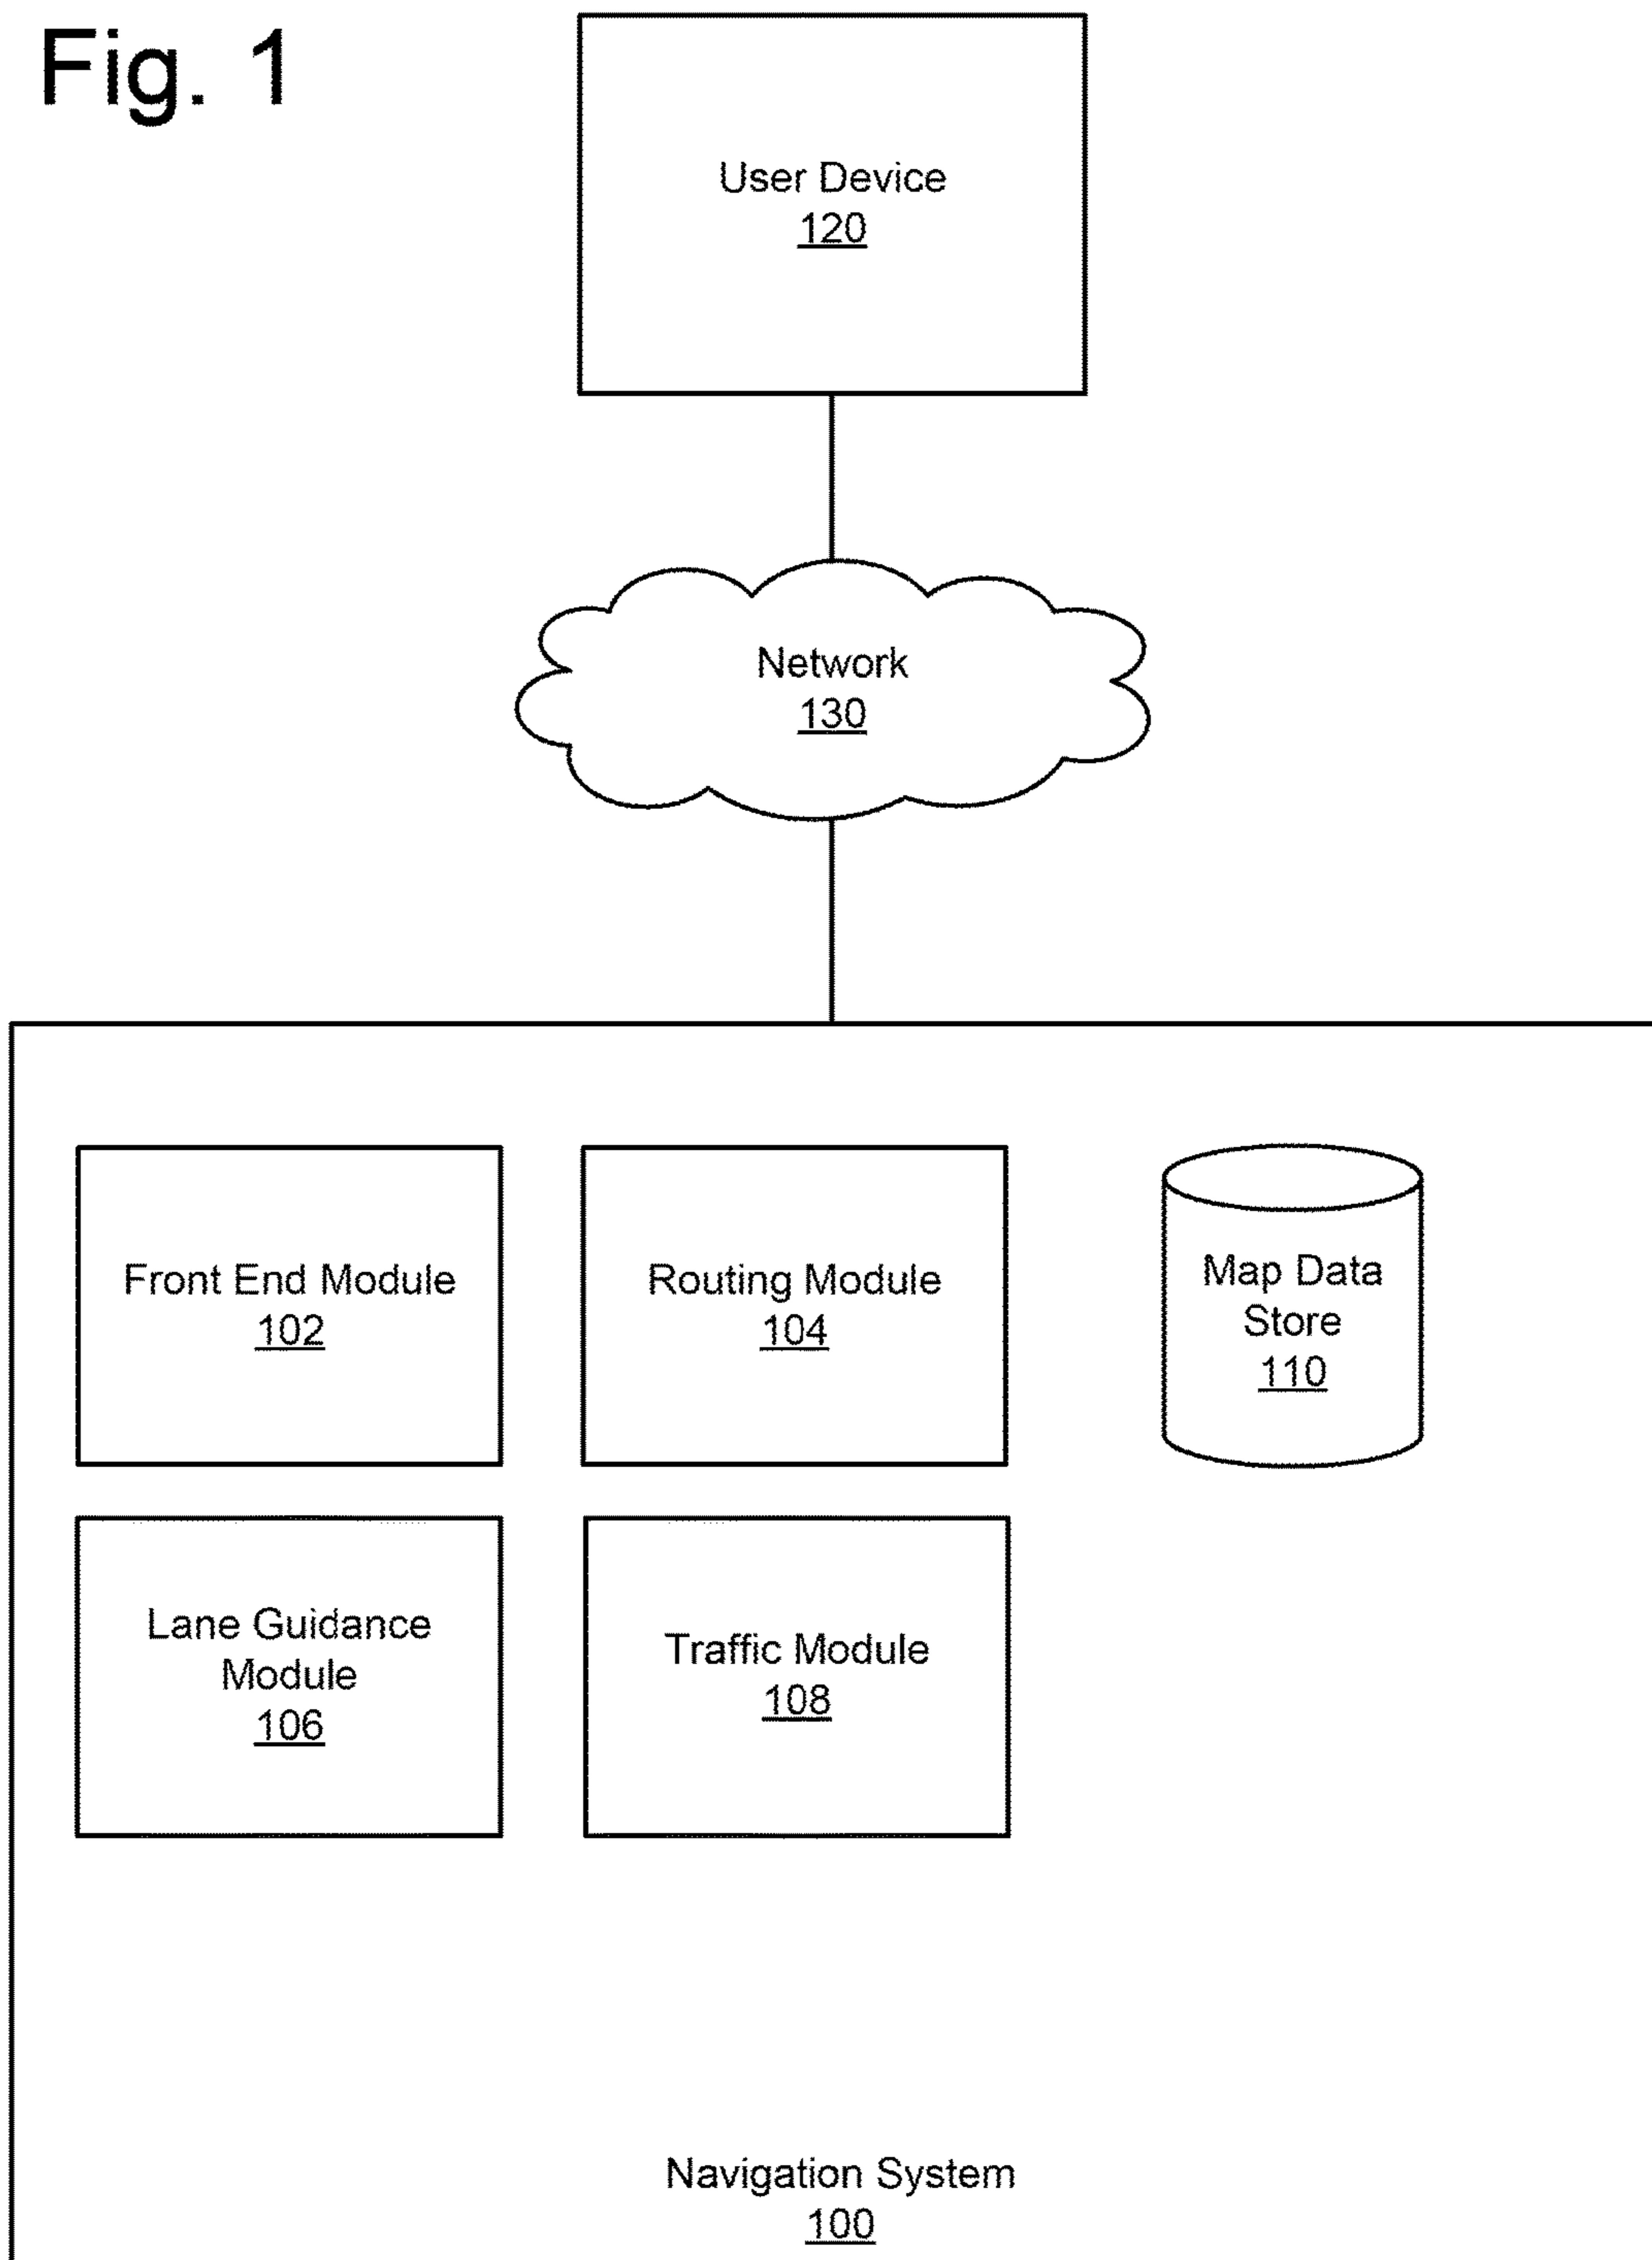 Fig. 1
User Device
120
Network
130
Front End Module
102
Routing Module
104
Map Data
Store
110
Lane Guidance
Module
106
Traffic Module
108
Navigation System
100